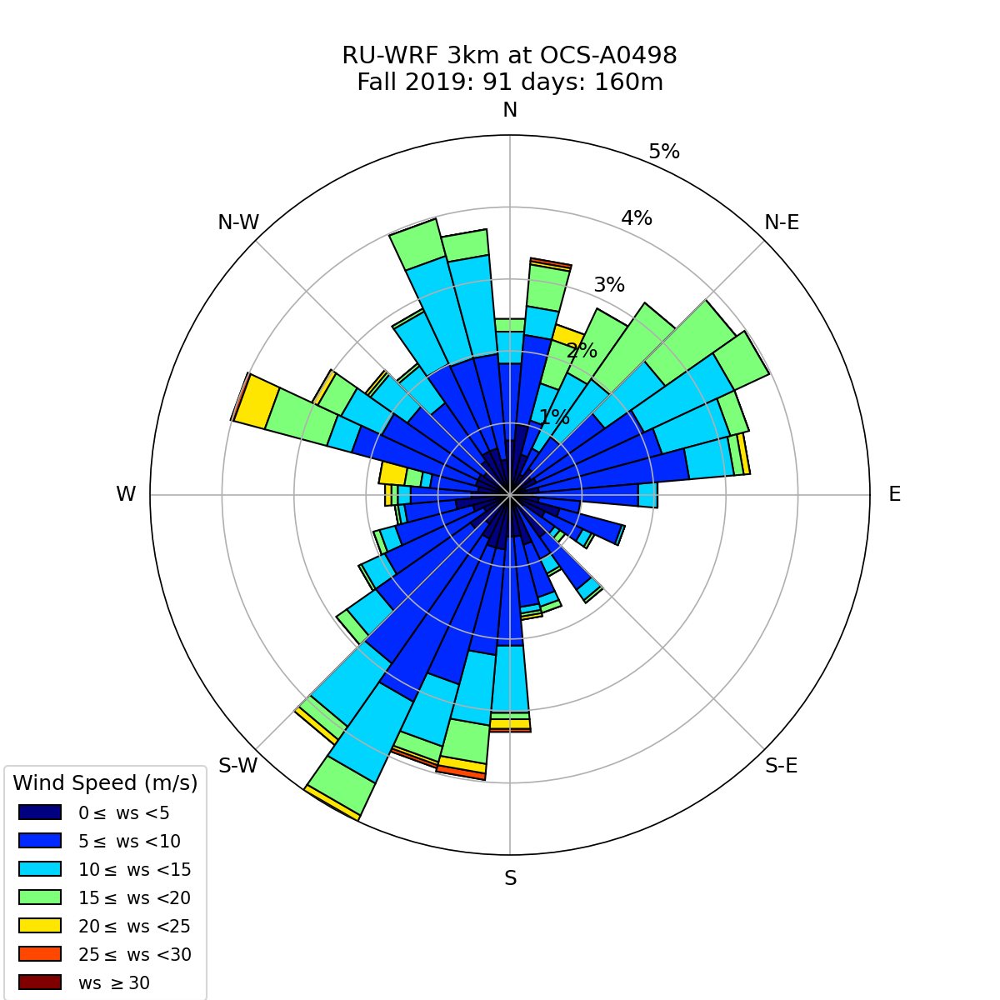 RU-WRF 3km at OCS-A0498
Fall 2019: 91 days: 160m
N
5%
N-W
4%
N-E
3%
2%
1%
W
E
S-W
S-E
S
Wind Speed (m/s)
0≤ ws <5
5≤ ws <10
10≤ ws <15
15≤ ws <20
20≤ ws <25
25≤ ws <30
ws ≥30